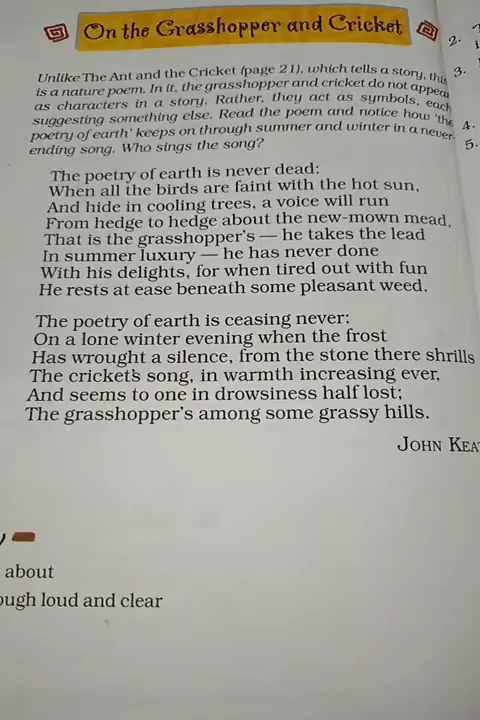 On the Grasshopper and Cricket
Unlike The Ant and the Cricket (page 21), which tells a story, this
is a nature poem. In it, the grasshopper and cricket do not appear
as characters in a story. Rather, they act as symbols, each
suggesting something else. Read the poem and notice how 'the
poetry of earth' keeps on through summer and winter in a never-
ending song. Who sings the song?
The poetry of earth is never dead:
When all the birds are faint with the hot sun,
And hide in cooling trees, a voice will run
From hedge to hedge about the new-mown mead,
That is the grasshopper's — he takes the lead
In summer luxury — he has never done
With his delights, for when tired out with fun
He rests at ease beneath some pleasant weed.
The poetry of earth is ceasing never:
On a lone winter evening when the frost
Has wrought a silence, from the stone there shrills
The cricket's song, in warmth increasing ever,
And seems to one in drowsiness half lost;
The grasshopper's among some grassy hills.
JOHN KEA
about
ough loud and clear
2.
3.
4.
5.